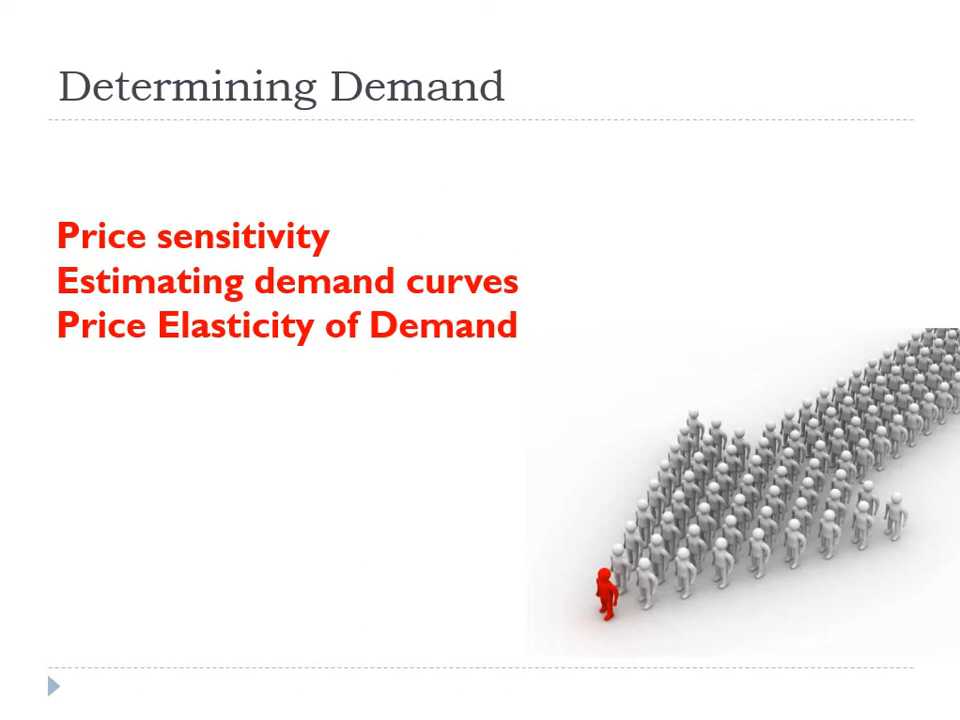 Determining Demand
Price sensitivity
Estimating demand curves
Price Elasticity of Demand